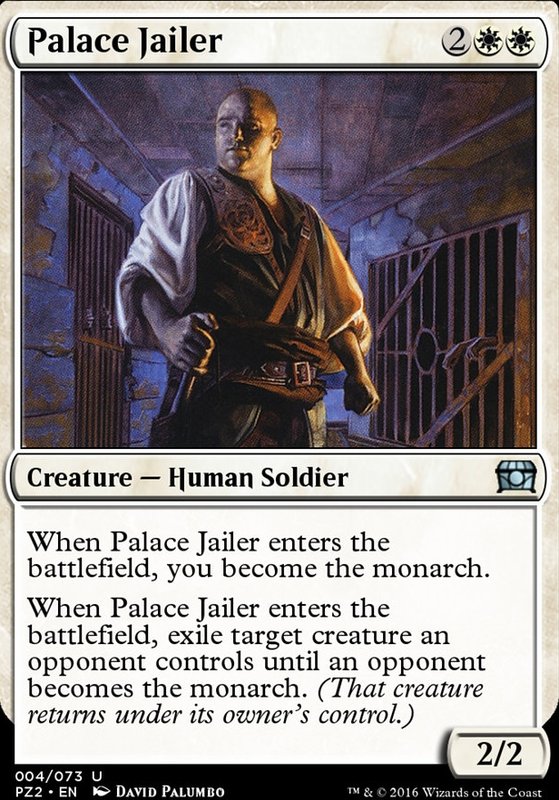 Palace Jailer 2
Creature — Human Soldier
When Palace Jailer enters the
battlefield, you become the monarch.
When Palace Jailer enters the
battlefield, exile target creature an
opponent controls until an opponent
becomes the monarch. (That creature
returns under its owner's control.)
2/2
004/073 U
PZ2 • EN David Palumbo
™ & © 2016 Wizards of the Coast